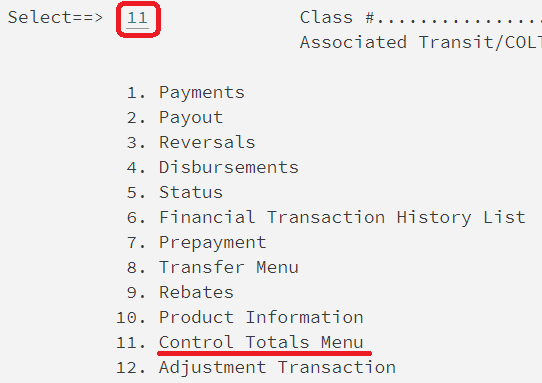 Select==> 11 Class #.................
Associated Transit/COLT
1. Payments
2. Payout
3. Reversals
4. Disbursements
5. Status
6. Financial Transaction History List
7. Prepayment
8. Transfer Menu
9. Rebates
10. Product Information
11. Control Totals Menu
12. Adjustment Transaction